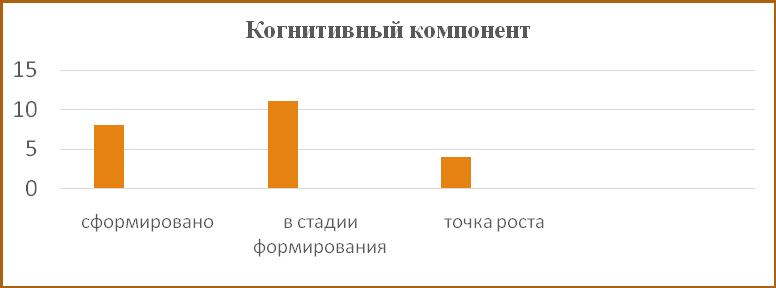 Когнитивный компонент
15
10
5
0
сформировано
в стадии
формирования
точка роста